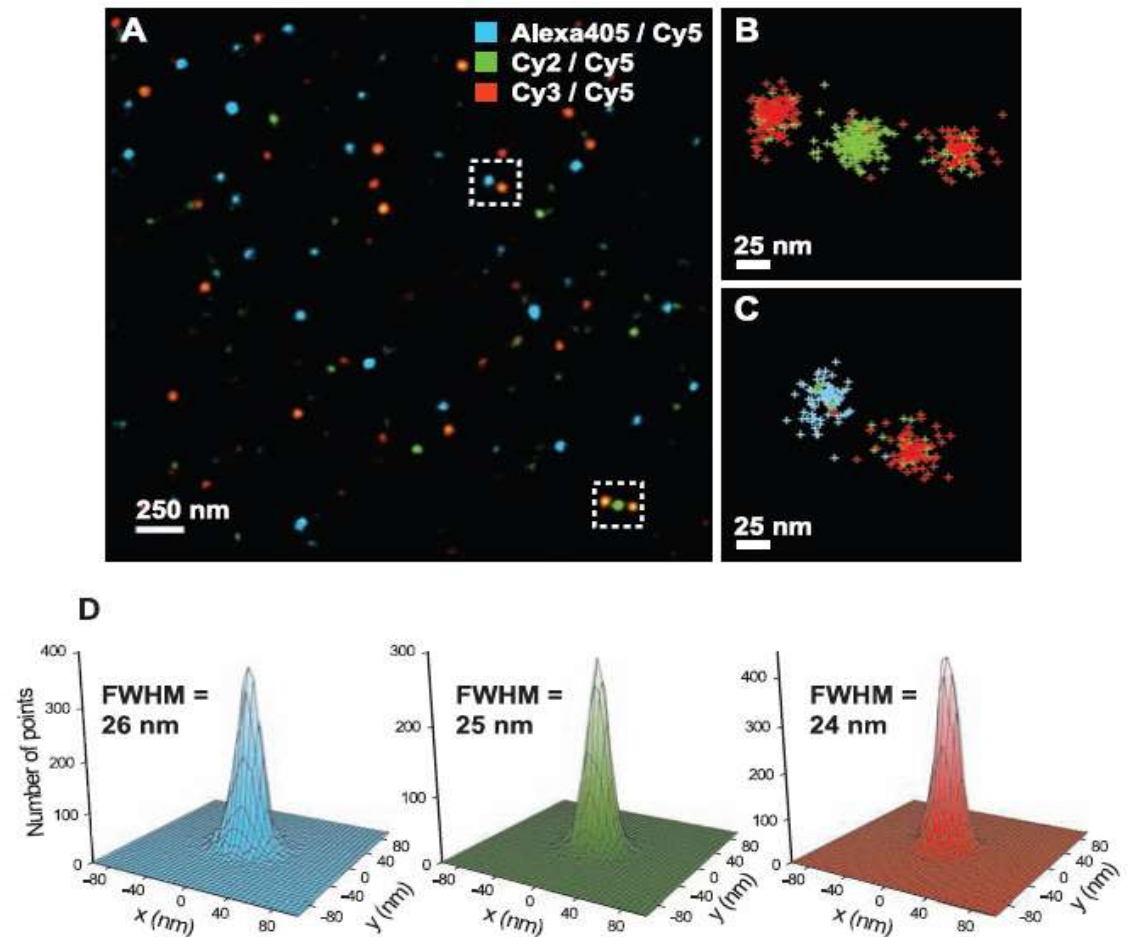 A
Alexa405 / Cy5
Cy2 / Cy5
Cy3 / Cy5
250 nm
B
25 nm
C
25 nm
D
Number of points
400
300
200
100
0
FWHM =
26 nm
-80
-40
0
40
80
x (nm)
-80
-40
0
40
80
y (nm)
300
200
100
0
FWHM =
25 nm
-80
-40
0
40
80
x (nm)
-80
-40
0
40
80
y (nm)
400
300
200
100
0
FWHM =
24 nm
-80
-40
0
40
80
x (nm)
-80
-40
0
40
80
y (nm)